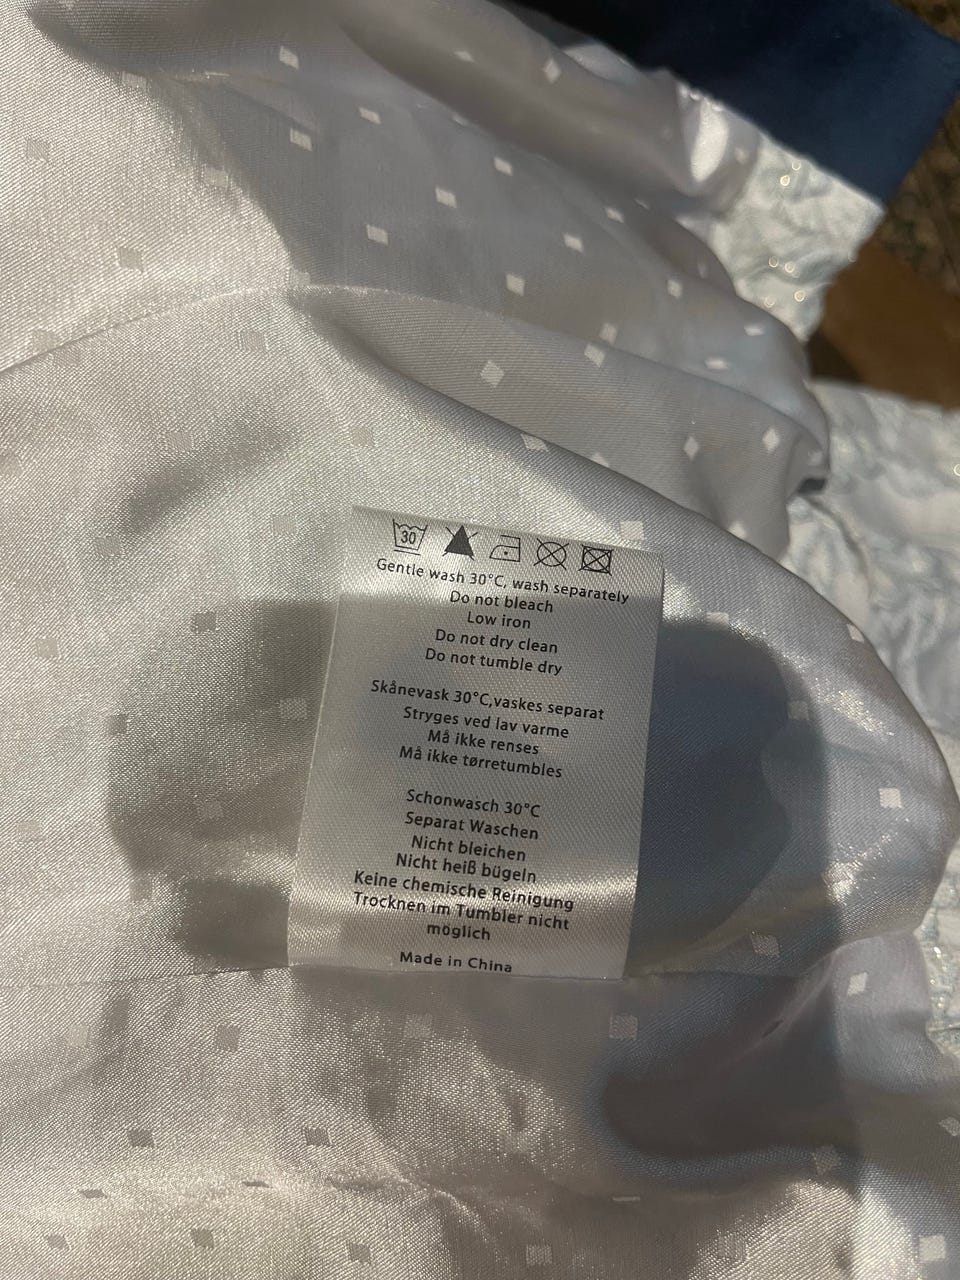 30
Gentle wash 30°C, wash separately
Do not bleach
Low iron
Do not dry clean
Do not tumble dry
Skånevask 30°C,vaskes separat
Stryges ved lav varme
Må ikke renses
Må ikke tørretumbles
Schonwasch 30°C
Separat Waschen
Nicht bleichen
Nicht heiß bügeln
Keine chemische Reinigung
Trocknen im Tumbler nicht
möglich
Made in China